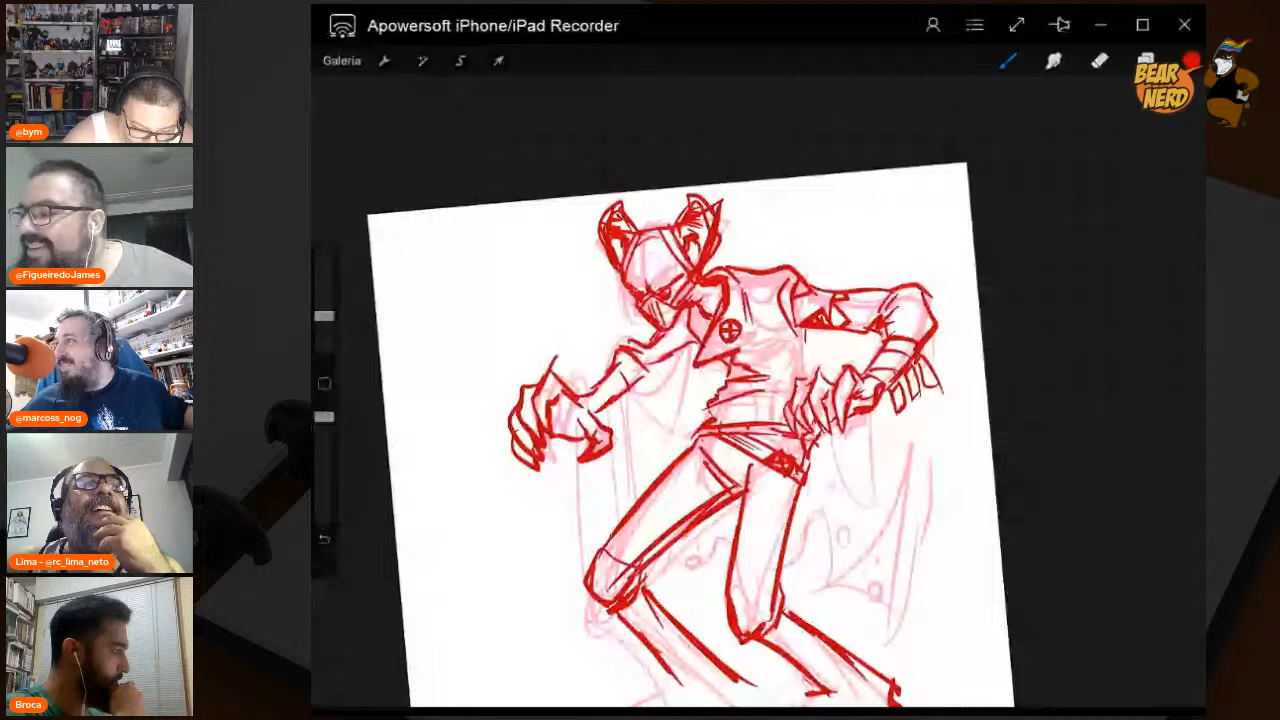 Apowersoft iPhone/iPad Recorder
Galeria
BEAR
NERD
@bym
@FigueiredoJames
@marcoss_nog
Lima - @rc_lima_neto
Broca